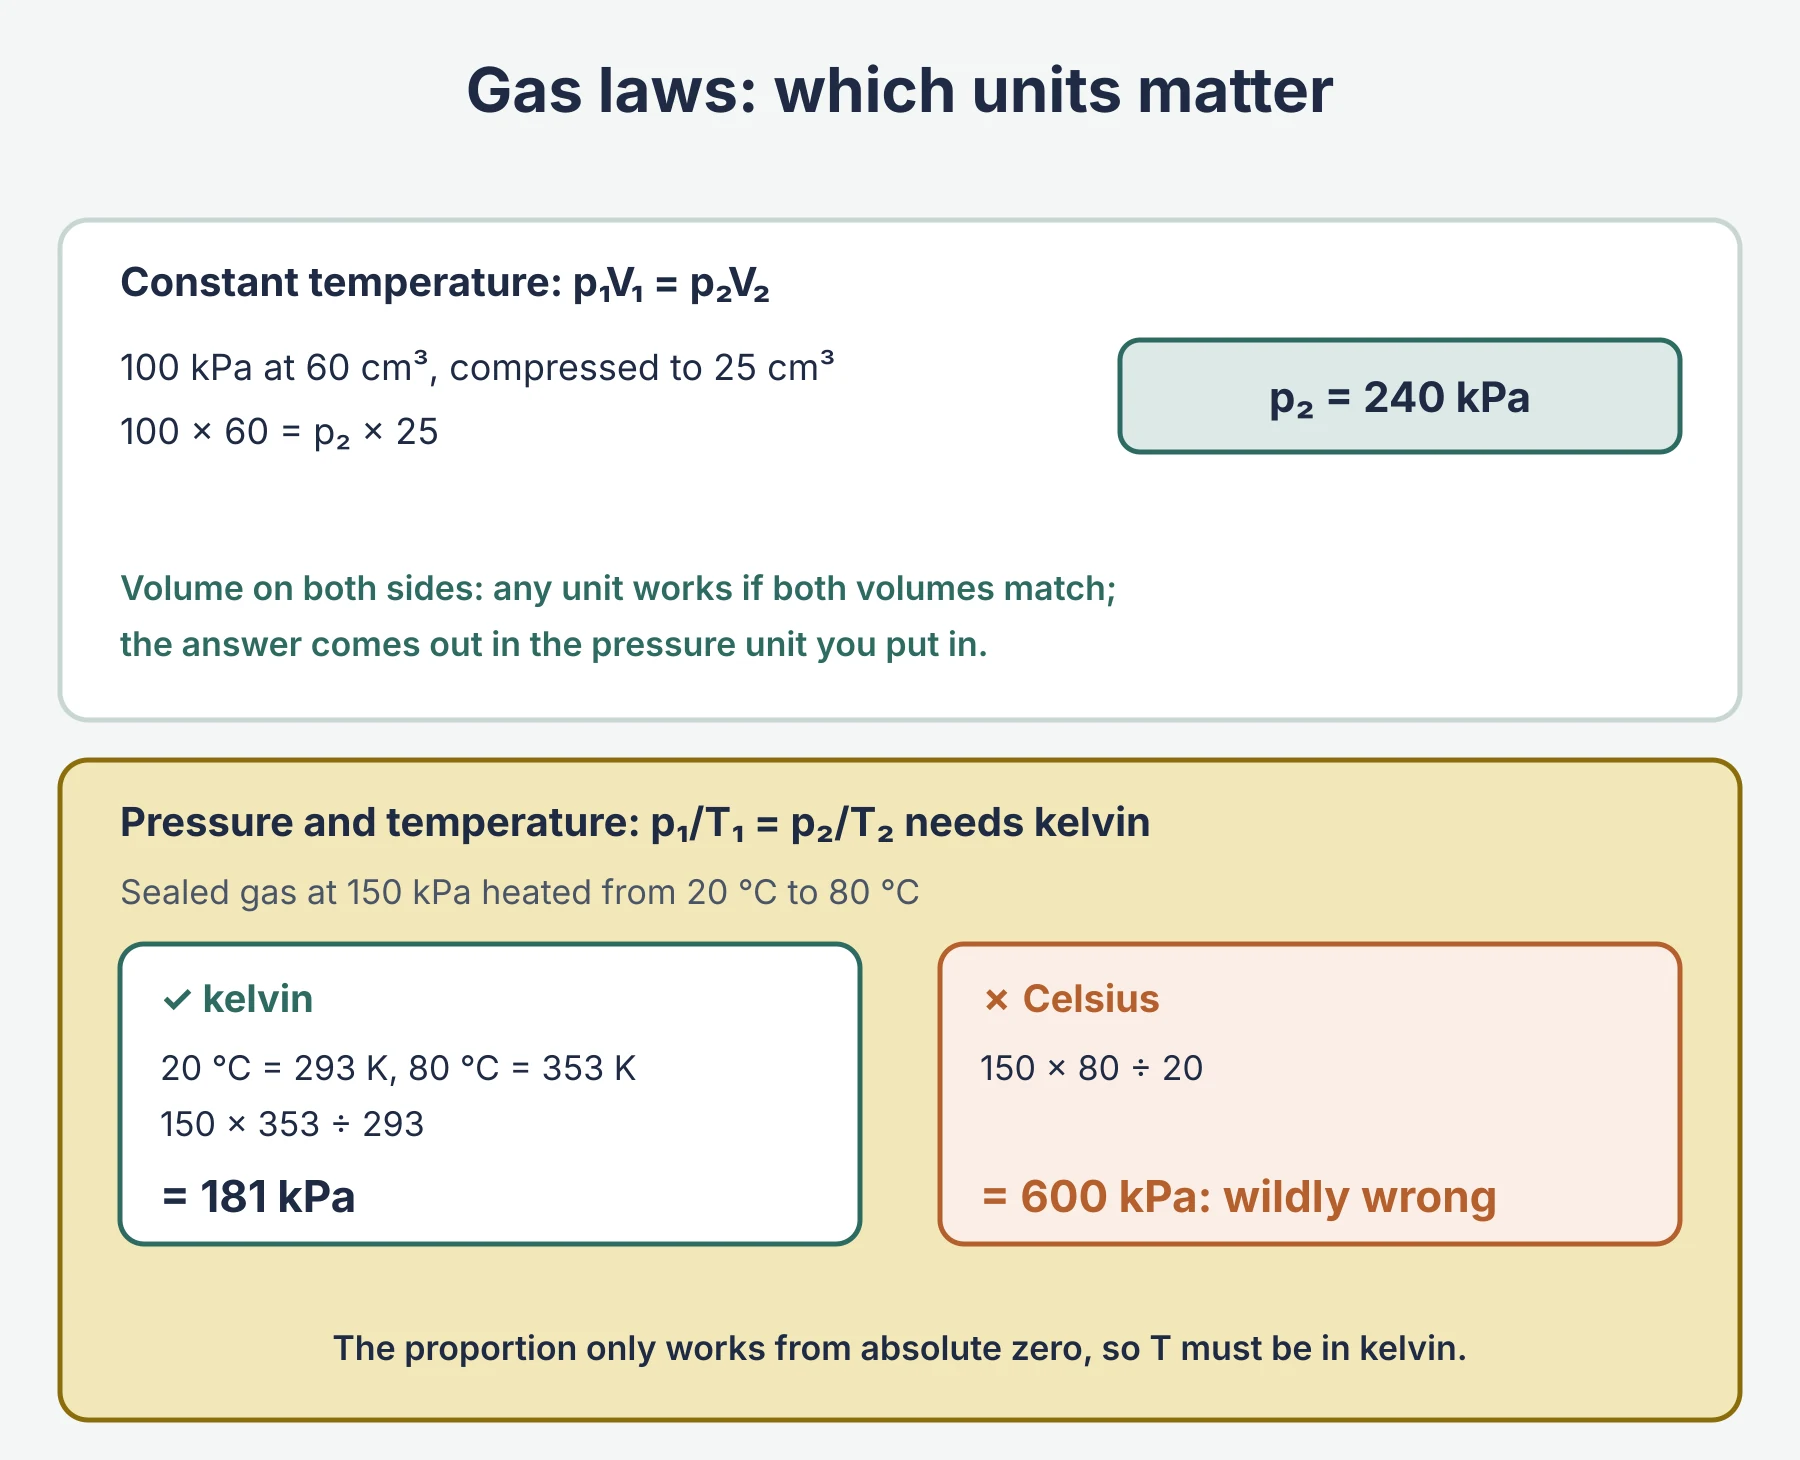 Gas laws: which units matter
Constant temperature: p₁V₁ = p₂V₂
100 kPa at 60 cm³, compressed to 25 cm³
100 × 60 = p₂ × 25
p₂ = 240 kPa
Volume on both sides: any unit works if both volumes match;
the answer comes out in the pressure unit you put in.
Pressure and temperature: p₁/T₁ = p₂/T₂ needs kelvin
Sealed gas at 150 kPa heated from 20 °C to 80 °C
✓ kelvin
20 °C = 293 K, 80 °C = 353 K
150 × 353 ÷ 293
= 181 kPa
× Celsius
150 × 80 ÷ 20
= 600 kPa: wildly wrong
The proportion only works from absolute zero, so T must be in kelvin.